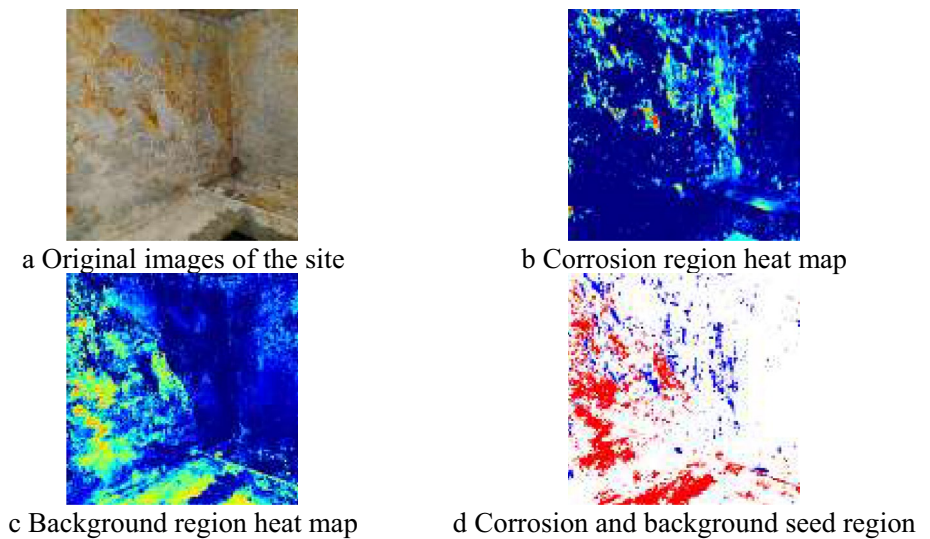 a Original images of the site
b Corrosion region heat map
c Background region heat map
d Corrosion and background seed region